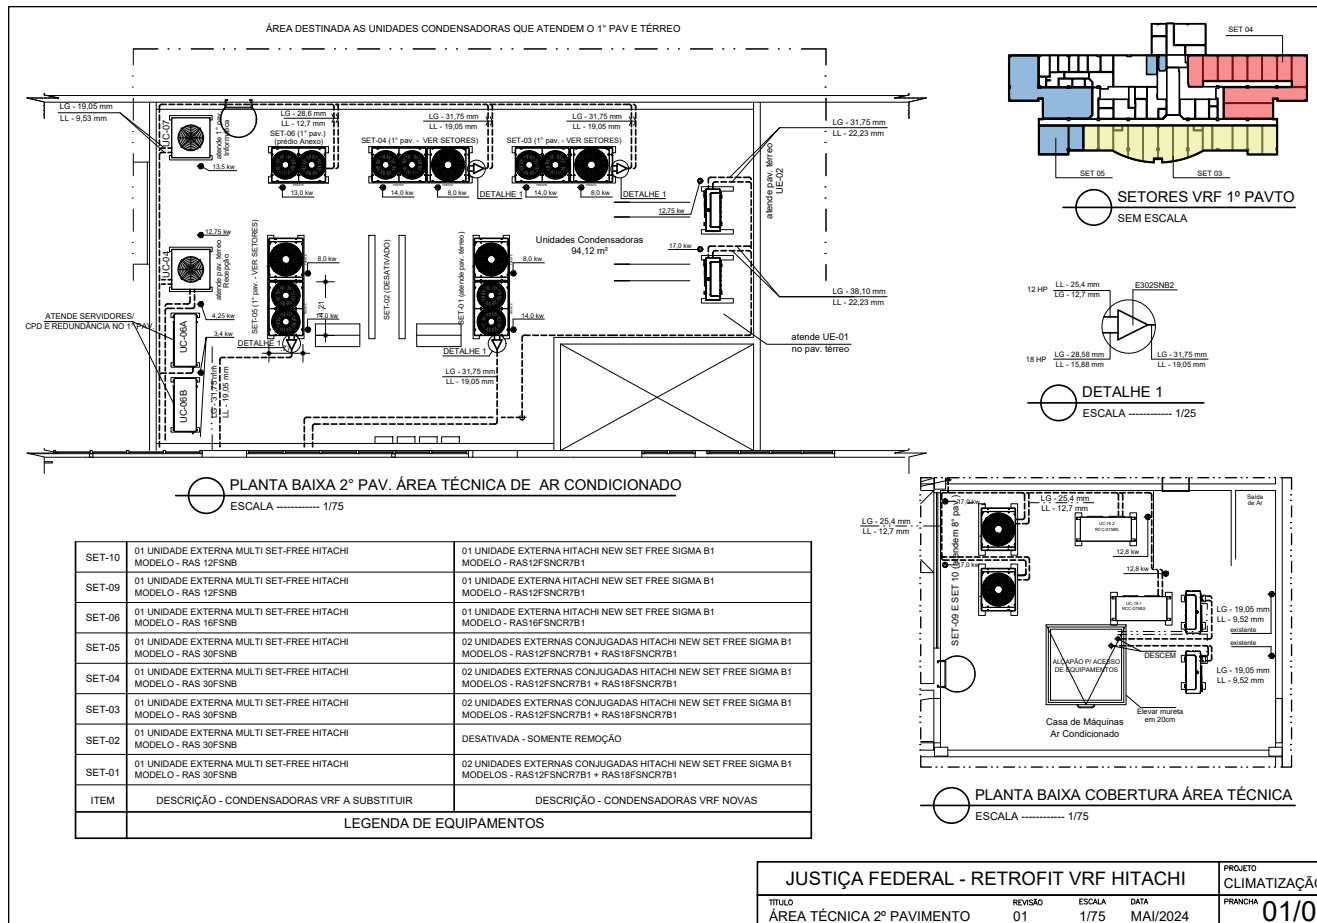 ÁREA DESTINADA AS UNIDADES CONDENSADORAS QUE ATENDEM O 1° PAV E TÉRREO
LG - 19,05 mm
LL - 9,53 mm
UC-07
atende 1° pav.
Informática
13,5 kw
LG - 28,6 mm
LL - 12,7 mm
SET-06 (1° pav.)
(prédio Anexo)
13,0 kw
LG - 31,75 mm
LL - 19,05 mm
SET-04 (1° pav. - VER SETORES)
14,0 kw
8,0 kw
DETALHE 1
LG - 31,75 mm
LL - 19,05 mm
SET-03 (1° pav. - VER SETORES)
14,0 kw
8,0 kw
DETALHE 1
LG - 31,75 mm
LL - 22,23 mm
atende pav. térreo
UE-02
12,75 kw
17,0 kw
LG - 38,10 mm
LL - 22,23 mm
atende UE-01
no pav. térreo
Unidades Condensadoras
94,12 m²
12,75 kw
UC-04
atende pav. térreo
Recepção
4,25 kw
3,4 kw
ATENDE SERVIDORES/
CPD E REDUNDÂNCIA NO 1° PAV.
UC-06A
UC-06B
LG - 31,75 mm
LL - 19,05 mm
SET-05 (1° pav. - VER SETORES)
8,0 kw
14,0 kw
DETALHE 1
SET-02 (DESATIVADO)
SET-01 (atende pav. térreo)
8,0 kw
14,0 kw
DETALHE 1
LG - 31,75 mm
LL - 19,05 mm
PLANTA BAIXA 2° PAV. ÁREA TÉCNICA DE AR CONDICIONADO
ESCALA ------------ 1/75
SET 04
SET 05
SET 03
SETORES VRF 1º PAVTO
SEM ESCALA
12 HP
LL - 25,4 mm
LG - 12,7 mm
E302SNB2
18 HP
LG - 28,58 mm
LL - 15,88 mm
LG - 31,75 mm
LL - 19,05 mm
DETALHE 1
ESCALA ------------ 1/25
LG - 25,4 mm
LL - 12,7 mm
SET-09 E SET 10 (atendem 8° pav.)
17,0 kw
17,0 kw
LG - 25,4 mm
LL - 12,7 mm
UC-19.2
12,8 kw
12,8 kw
UC-19.1
Saída
de Ar
LG - 19,05 mm
LL - 9,52 mm
existente
existente
LG - 19,05 mm
LL - 9,52 mm
DESCEM
ALÇAPÃO P/ ACESSO
DE EQUIPAMENTOS
Elevar mureta
em 20cm
Casa de Máquinas
Ar Condicionado
PLANTA BAIXA COBERTURA ÁREA TÉCNICA
ESCALA ------------ 1/75
SET-10 01 UNIDADE EXTERNA MULTI SET-FREE HITACHI 01 UNIDADE EXTERNA HITACHI NEW SET FREE SIGMA B1
MODELO - RAS 12FSNB MODELO - RAS12FSNCR7B1
SET-09 01 UNIDADE EXTERNA MULTI SET-FREE HITACHI 01 UNIDADE EXTERNA HITACHI NEW SET FREE SIGMA B1
MODELO - RAS 12FSNB MODELO - RAS12FSNCR7B1
SET-06 01 UNIDADE EXTERNA MULTI SET-FREE HITACHI 01 UNIDADE EXTERNA HITACHI NEW SET FREE SIGMA B1
MODELO - RAS 16FSNB MODELO - RAS16FSNCR7B1
SET-05 01 UNIDADE EXTERNA MULTI SET-FREE HITACHI 02 UNIDADES EXTERNAS CONJUGADAS HITACHI NEW SET FREE SIGMA B1
MODELO - RAS 30FSNB MODELOS - RAS12FSNCR7B1 + RAS18FSNCR7B1
SET-04 01 UNIDADE EXTERNA MULTI SET-FREE HITACHI 02 UNIDADES EXTERNAS CONJUGADAS HITACHI NEW SET FREE SIGMA B1
MODELO - RAS 30FSNB MODELOS - RAS12FSNCR7B1 + RAS18FSNCR7B1
SET-03 01 UNIDADE EXTERNA MULTI SET-FREE HITACHI 02 UNIDADES EXTERNAS CONJUGADAS HITACHI NEW SET FREE SIGMA B1
MODELO - RAS 30FSNB MODELOS - RAS12FSNCR7B1 + RAS18FSNCR7B1
SET-02 01 UNIDADE EXTERNA MULTI SET-FREE HITACHI DESATIVADA - SOMENTE REMOÇÃO
MODELO - RAS 30FSNB
SET-01 01 UNIDADE EXTERNA MULTI SET-FREE HITACHI 02 UNIDADES EXTERNAS CONJUGADAS HITACHI NEW SET FREE SIGMA B1
MODELO - RAS 30FSNB MODELOS - RAS12FSNCR7B1 + RAS18FSNCR7B1
ITEM DESCRIÇÃO - CONDENSADORAS VRF A SUBSTITUIR DESCRIÇÃO - CONDENSADORAS VRF NOVAS
LEGENDA DE EQUIPAMENTOS
JUSTIÇA FEDERAL - RETROFIT VRF HITACHI
PROJETO
CLIMATIZAÇÃO
TÍTULO REVISÃO ESCALA DATA
ÁREA TÉCNICA 2º PAVIMENTO 01 1/75 MAI/2024
PRANCHA 01/0